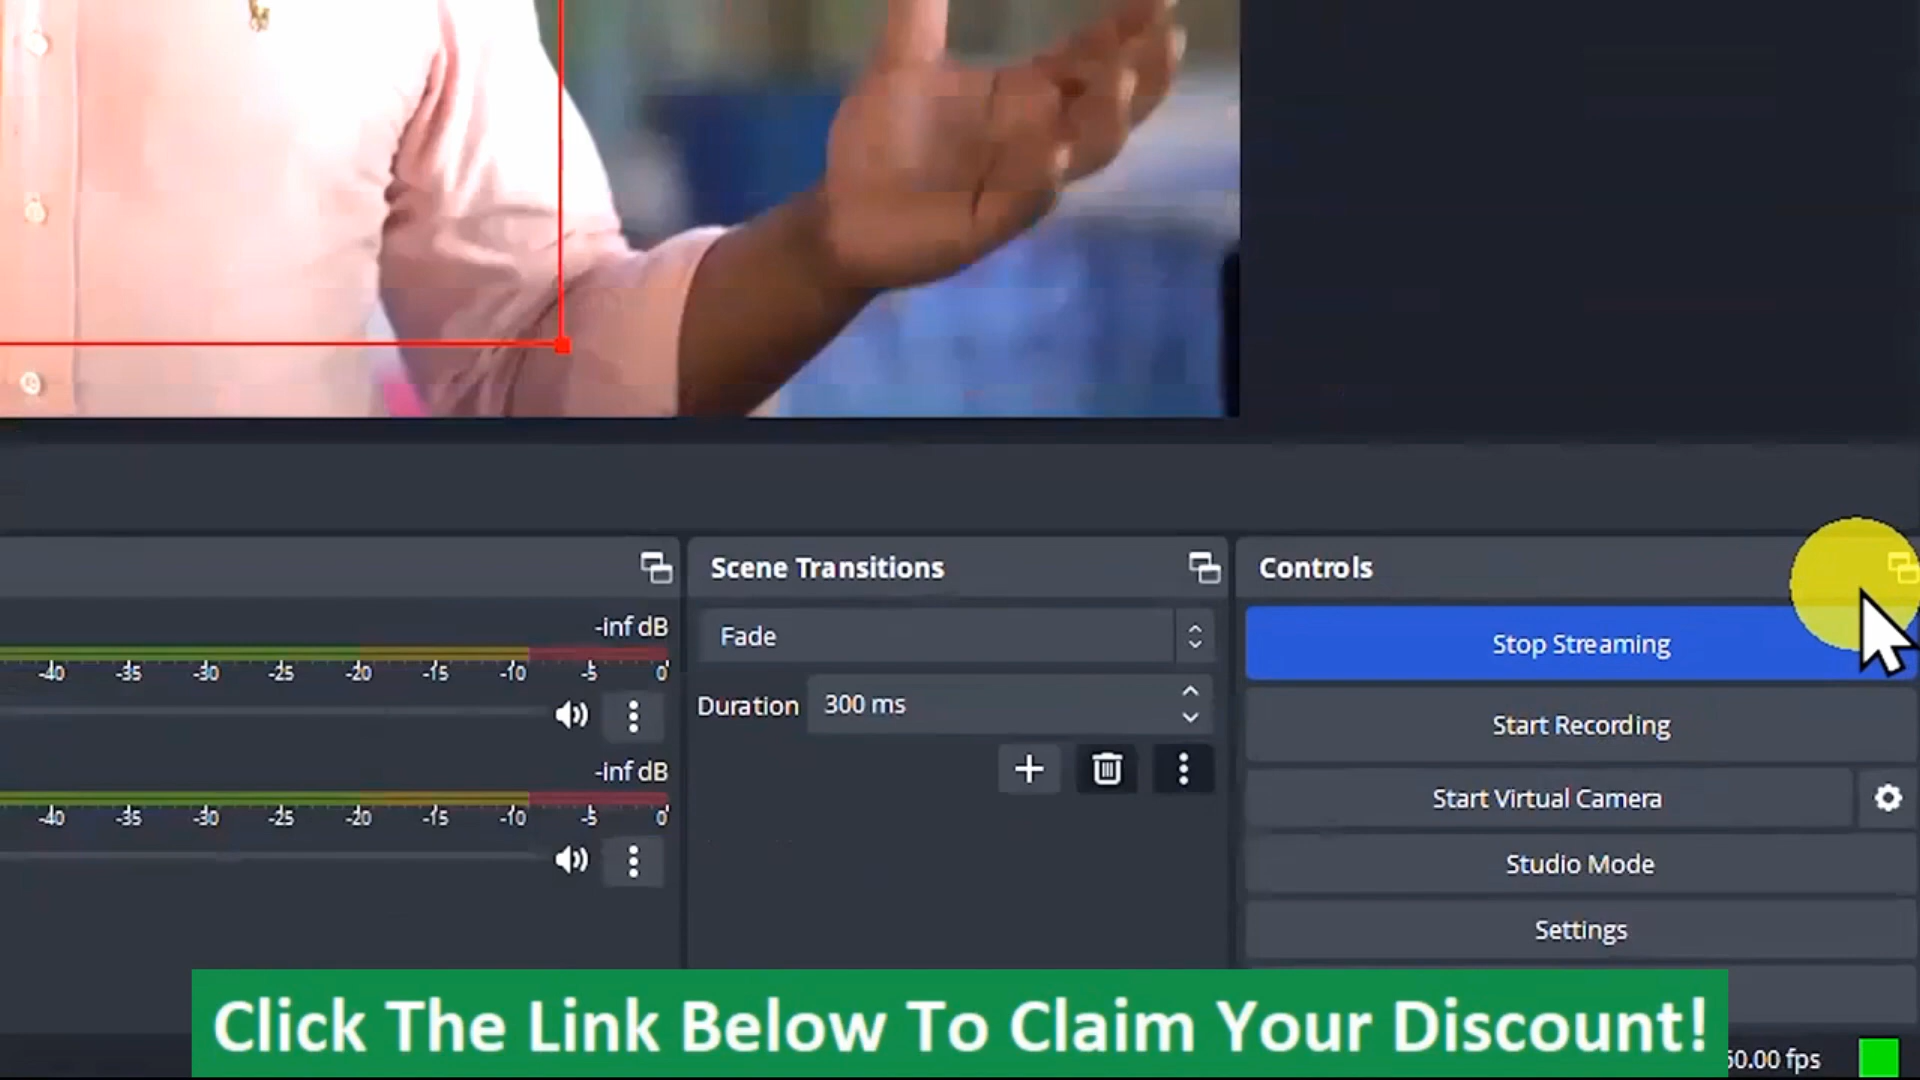 Scene Transitions
Controls
-inf dB
-40 -35 -30 -25 -20 -15 -10 -5 0
Fade
Stop Streaming
Duration 300 ms
Start Recording
-inf dB
-40 -35 -30 -25 -20 -15 -10 -5 0
Start Virtual Camera
Studio Mode
Settings
Click The Link Below To Claim Your Discount!
fps